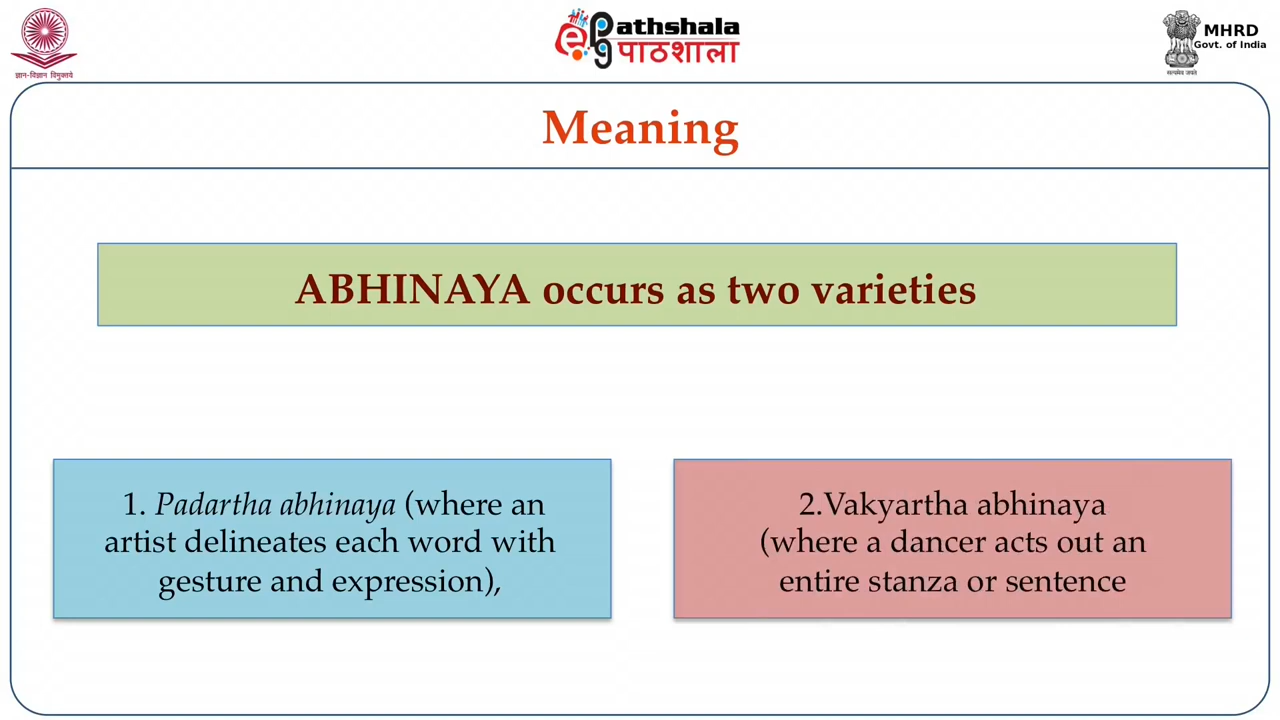 ज्ञान-विज्ञान विमुक्तये
e PG Pathshala
पाठशाला
MHRD
Govt. of India
सत्यमेव जयते
Meaning
ABHINAYA occurs as two varieties
1. Padartha abhinaya (where an
artist delineates each word with
gesture and expression),
2.Vakyartha abhinaya
(where a dancer acts out an
entire stanza or sentence